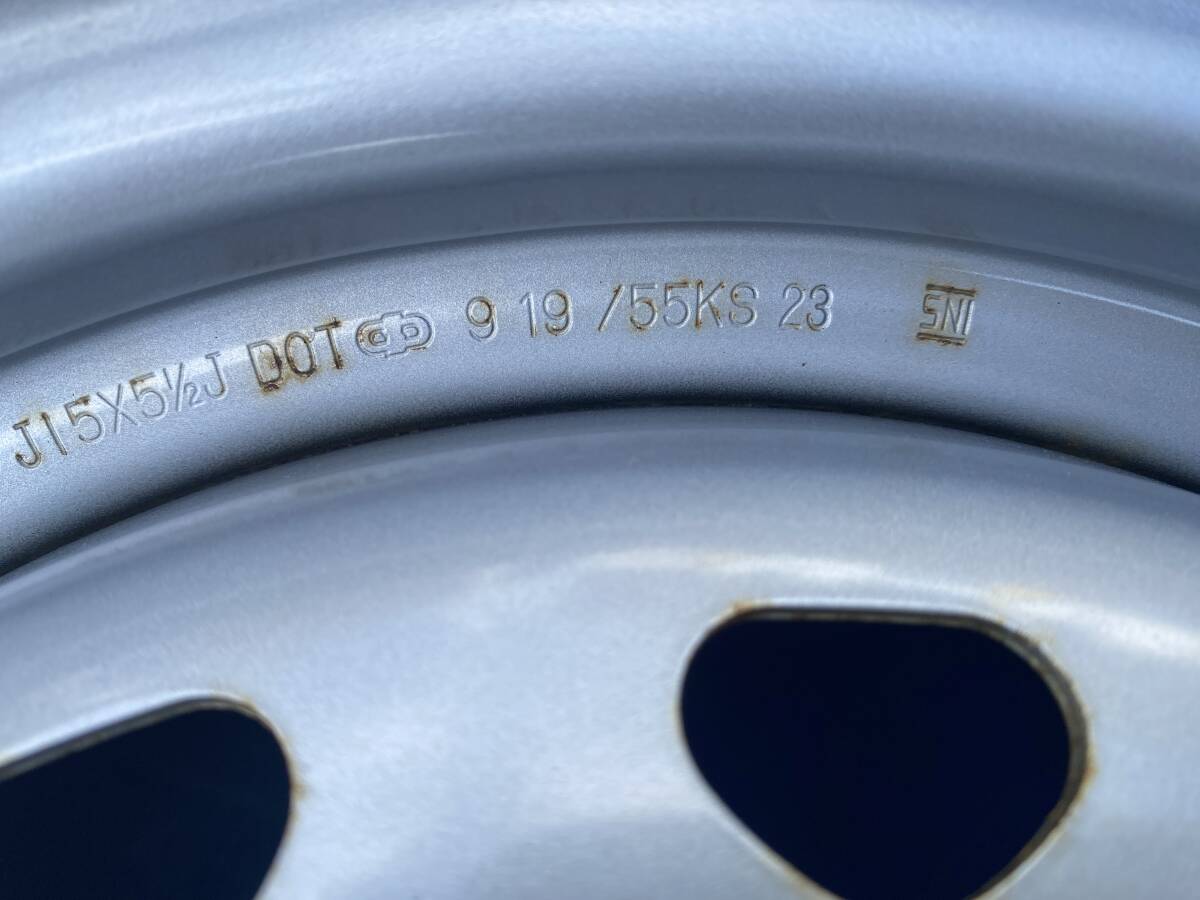 J15X5½J DOT 9 19 /55KS 23 SNI